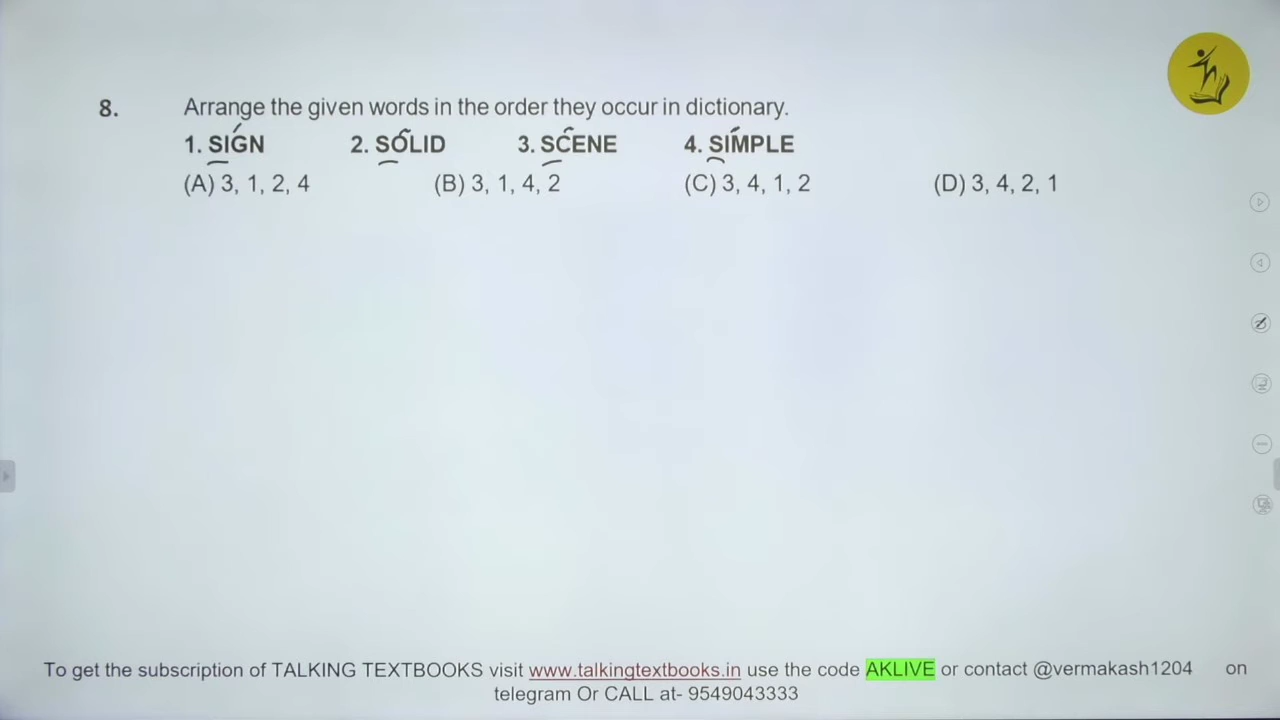 8. Arrange the given words in the order they occur in dictionary.
1. SIGN 2. SOLID 3. SCENE 4. SIMPLE
(A) 3, 1, 2, 4 (B) 3, 1, 4, 2 (C) 3, 4, 1, 2 (D) 3, 4, 2, 1
To get the subscription of TALKING TEXTBOOKS visit www.talkingtextbooks.in use the code AKLIVE or contact @vermakash1204 on
telegram Or CALL at- 9549043333